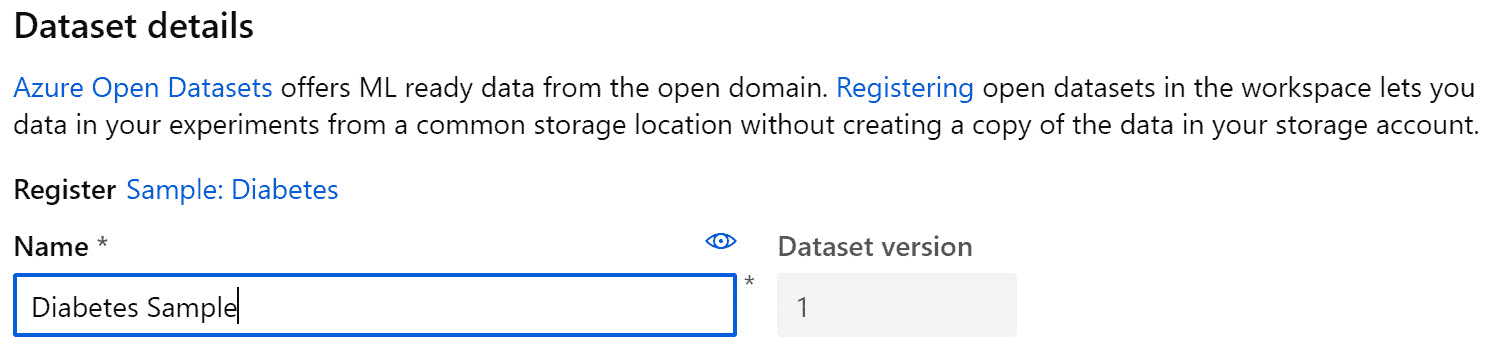 Dataset details
Azure Open Datasets offers ML ready data from the open domain. Registering open datasets in the workspace lets you
data in your experiments from a common storage location without creating a copy of the data in your storage account.
Register Sample: Diabetes
Name * Dataset version
Diabetes Sample * 1